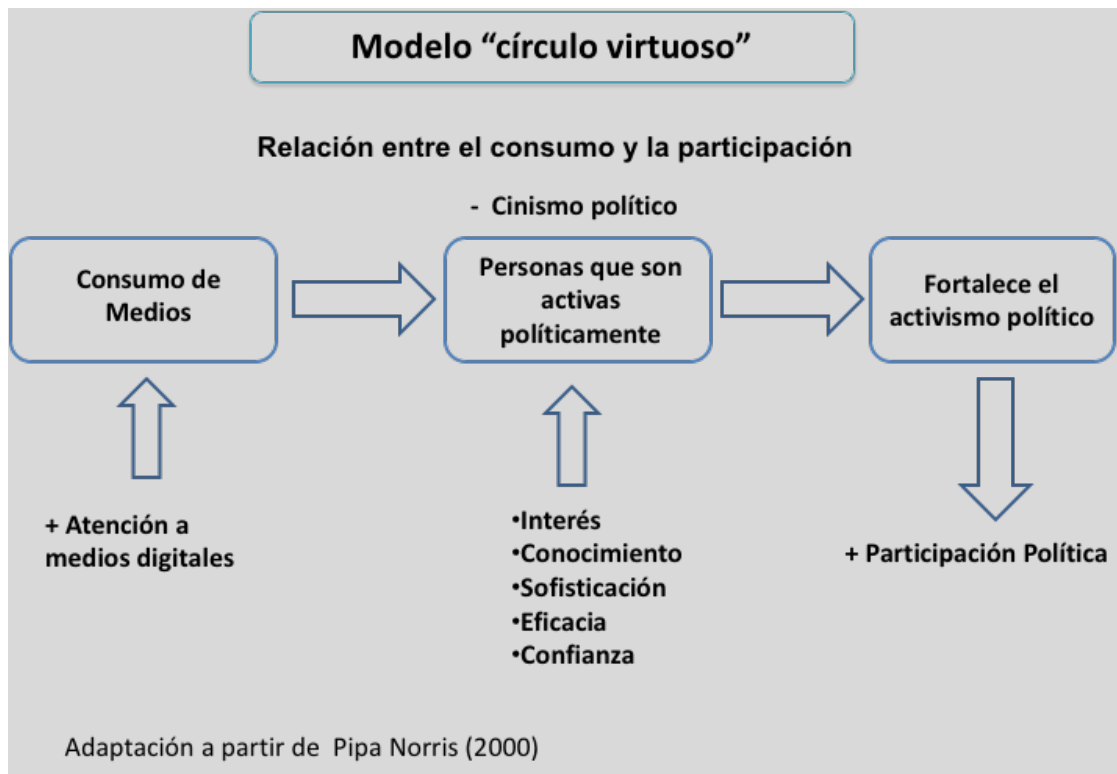 Modelo “círculo virtuoso”
Relación entre el consumo y la participación
- Cinismo político
Consumo de
Medios
Personas que son
activas
políticamente
Fortalece el
activismo político
+ Atención a
medios digitales
•Interés
•Conocimiento
•Sofisticación
•Eficacia
•Confianza
+ Participación Política
Adaptación a partir de Pipa Norris (2000)